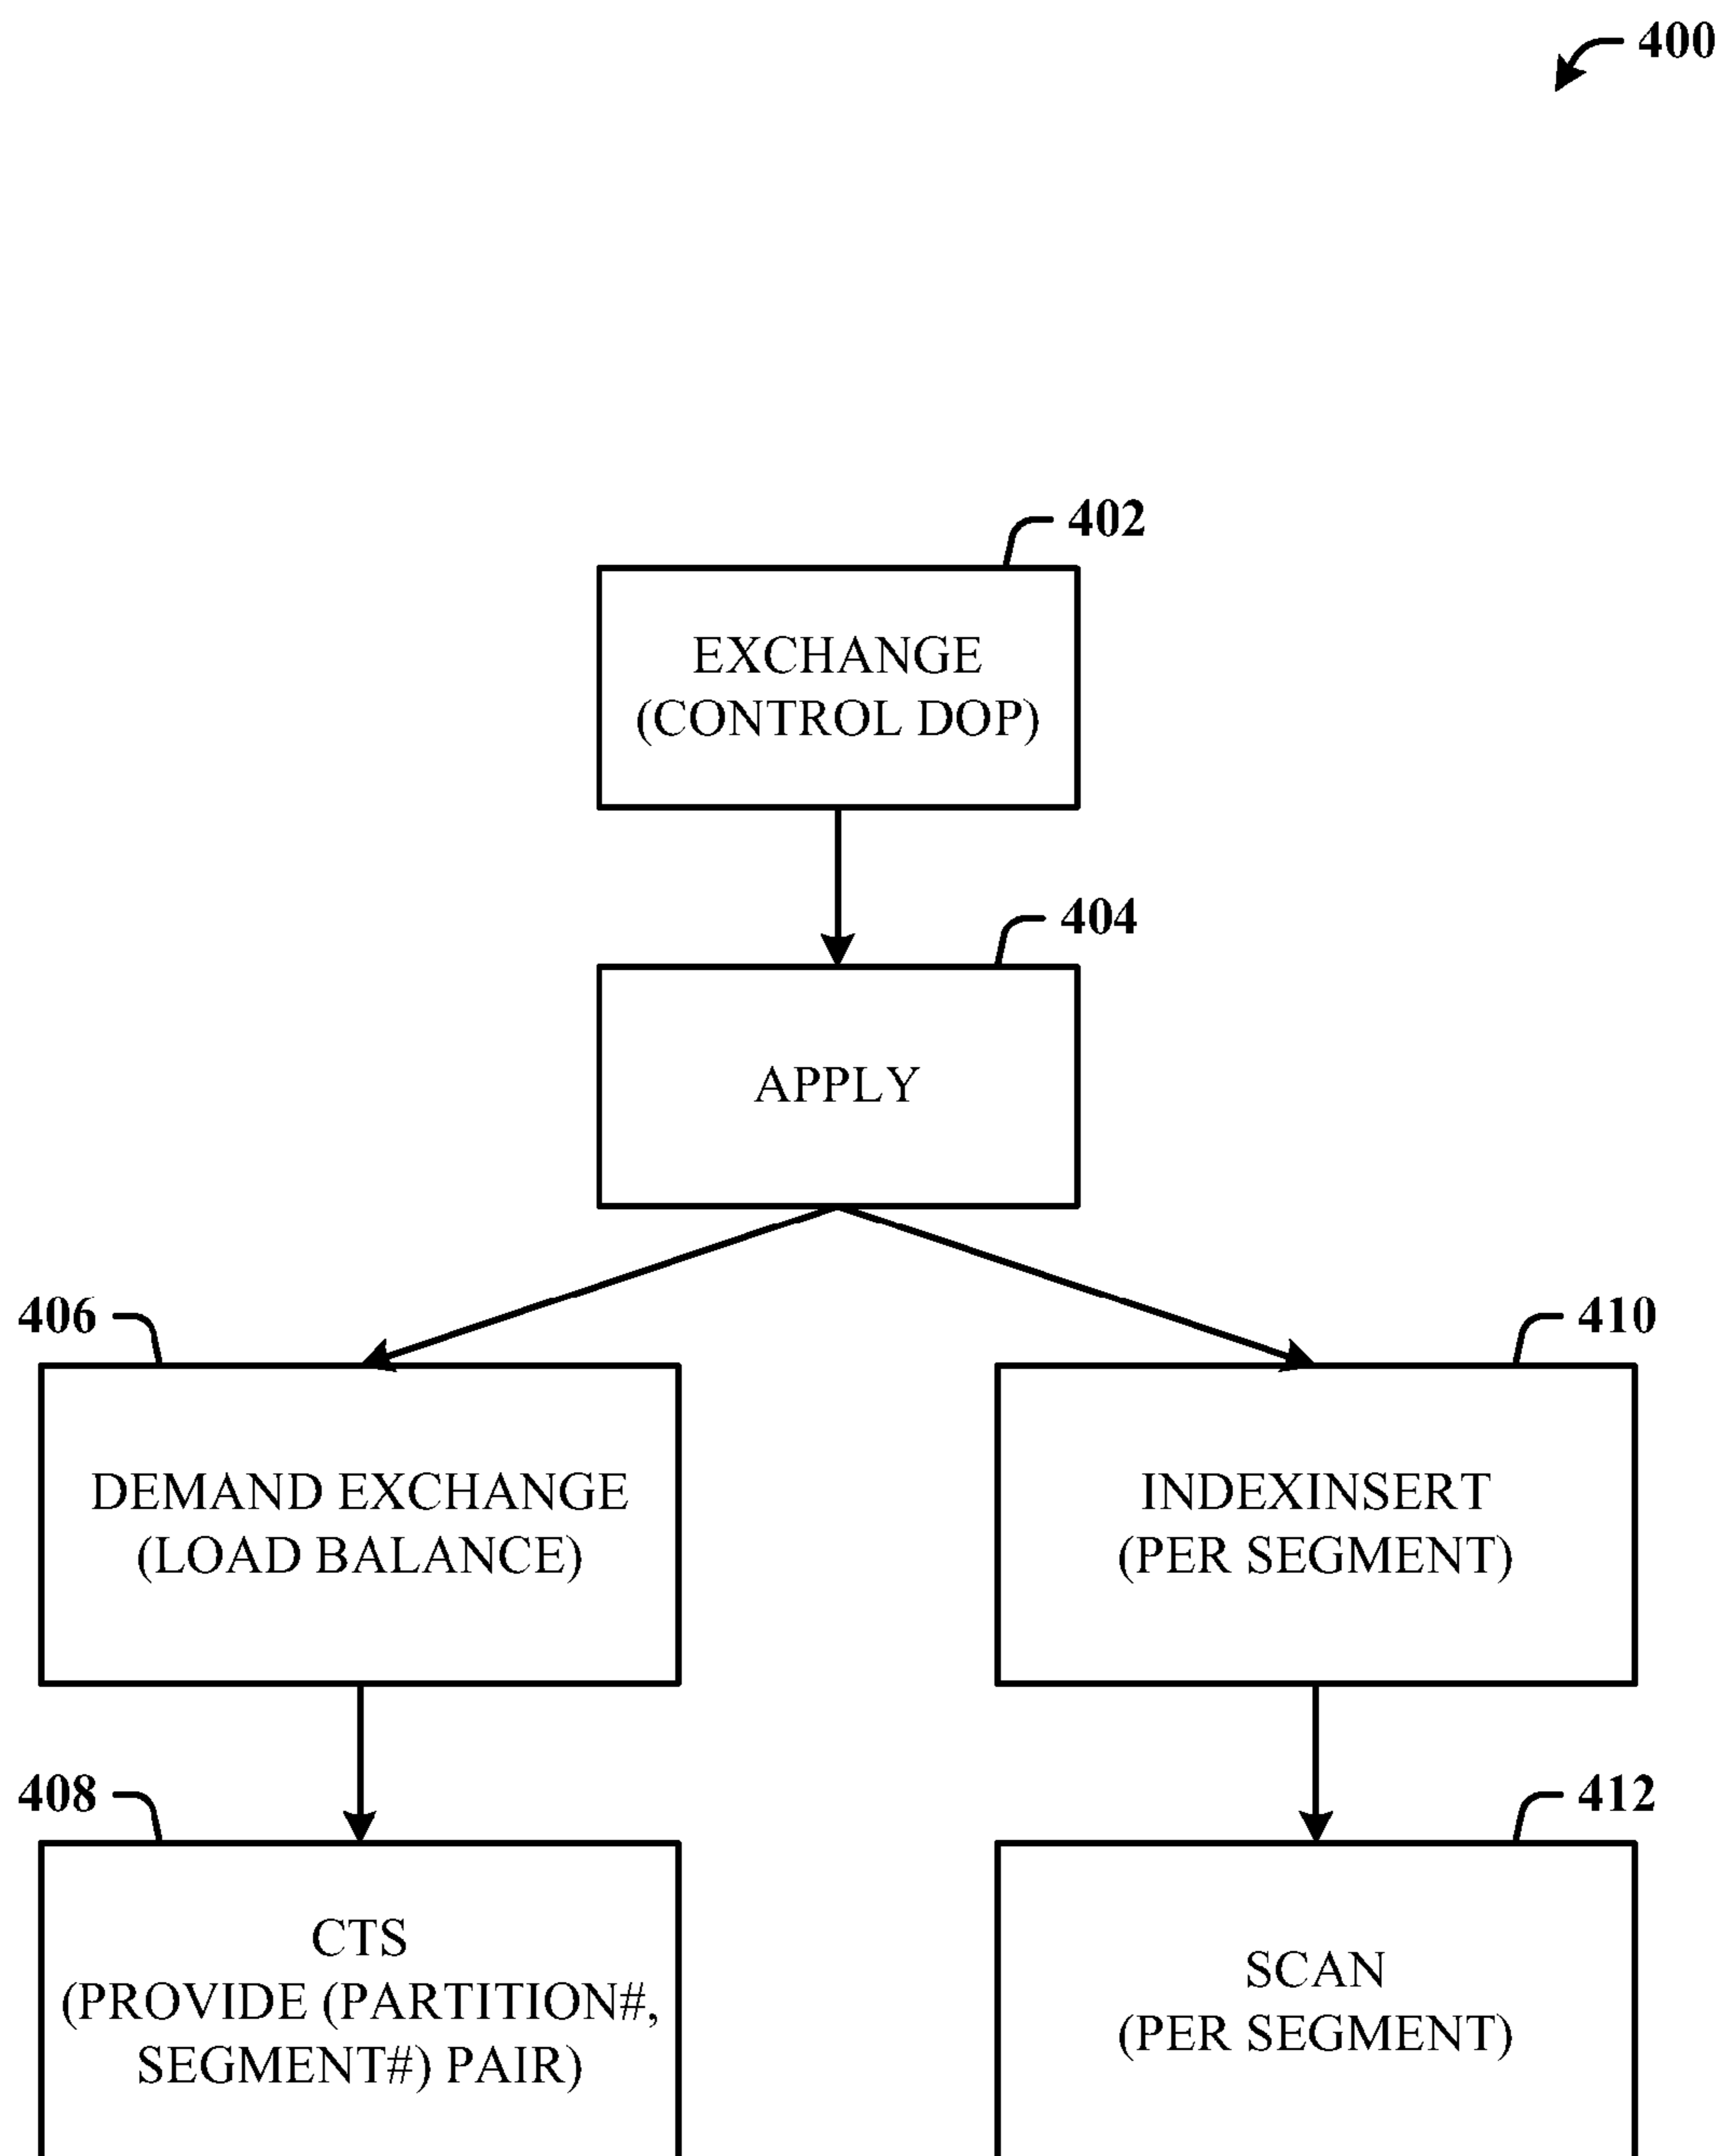 400
402
EXCHANGE
(CONTROL DOP)
404
APPLY
406
DEMAND EXCHANGE
(LOAD BALANCE)
410
INDEXINSERT
(PER SEGMENT)
408
CTS
(PROVIDE (PARTITION#,
SEGMENT#) PAIR)
412
SCAN
(PER SEGMENT)